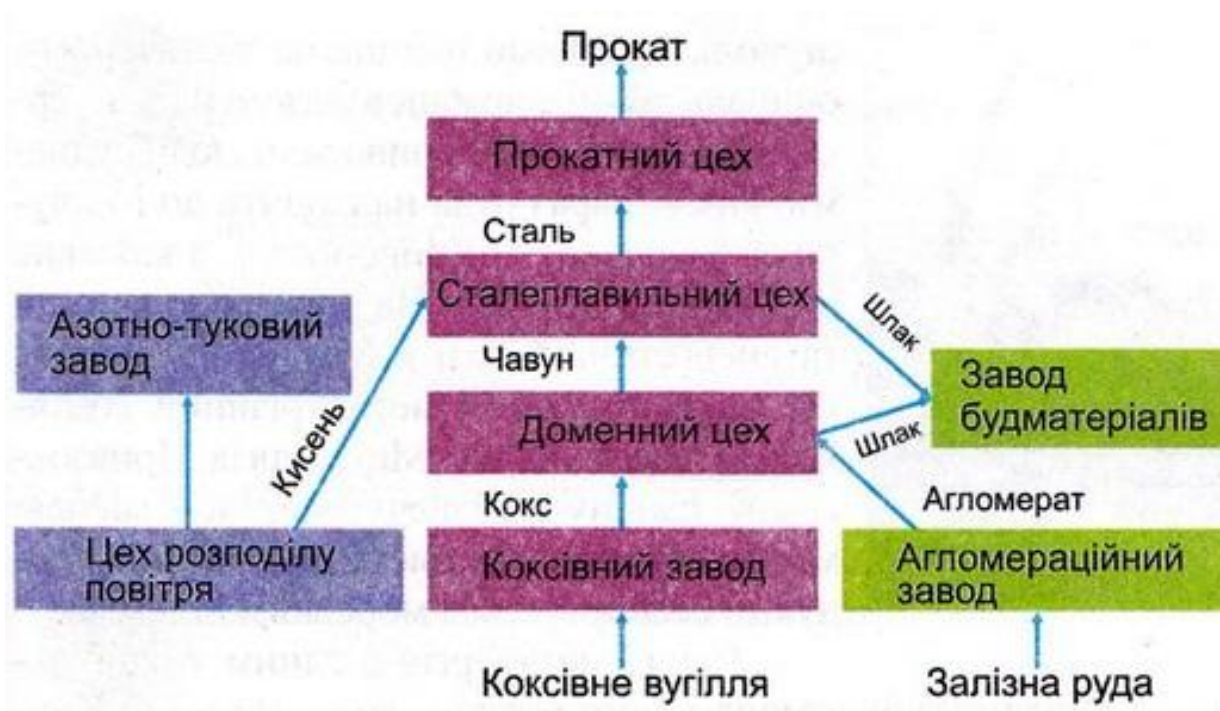 Прокат
Прокатний цех
Сталь
Сталеплавильний цех
Шлак
Азотно-туковий
завод
Чавун
Завод
будматеріалів
Кисень
Доменний цех
Шлак
Кокс
Агломерат
Цех розподілу
повітря
Коксівний завод
Агломераційний
завод
Коксівне вугілля
Залізна руда